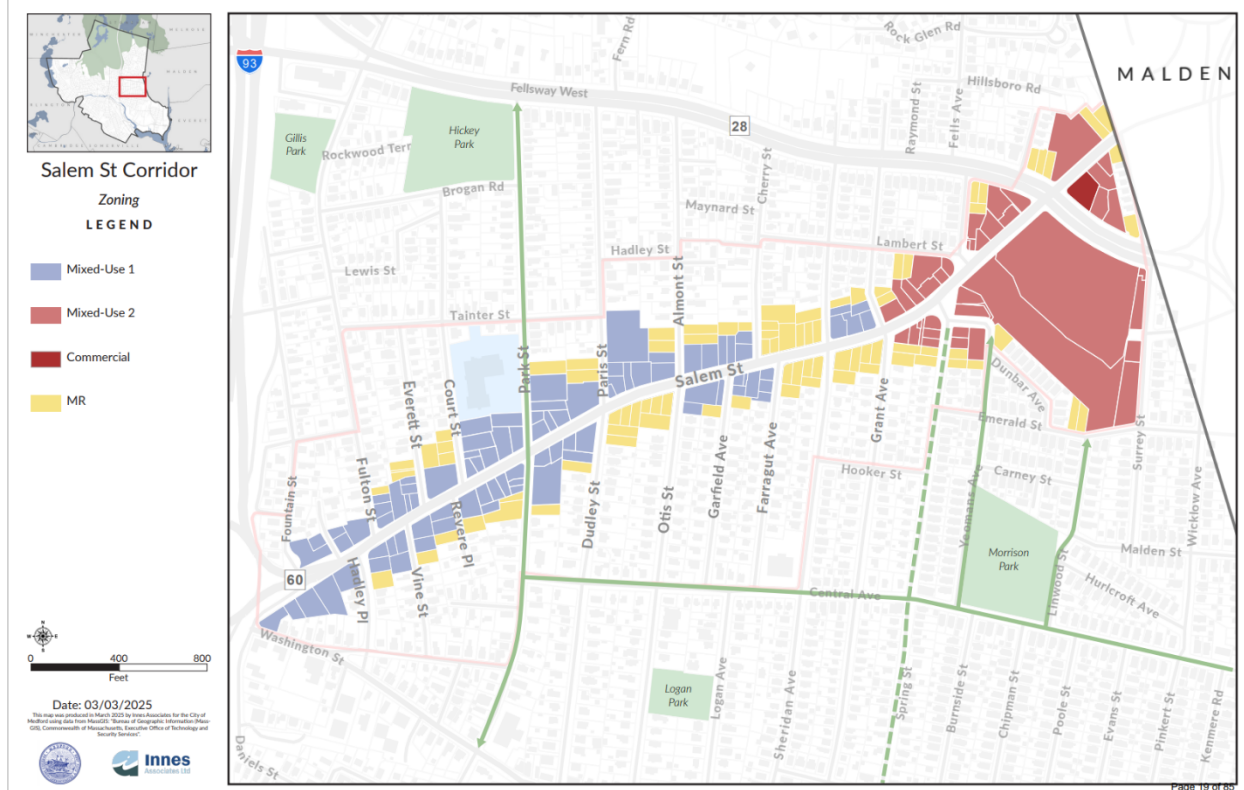 MALDEN
Salem St Corridor
Zoning
LEGEND
Mixed-Use 1
Mixed-Use 2
Commercial
MR
0 400 800
Feet
Date: 03/03/2025
This map was produced in March 2025 by Innes Associates for the City of
Medford using data from MassGIS: "Bureau of Geographic Information (Mass-
GIS), Commonwealth of Massachusetts, Executive Office of Technology and
Security Services".
Innes
Associates Ltd
93
Fern Rd
Rock Glen Rd
MALDEN
Fellsway West
Hillsboro Rd
Raymond St
Fells Ave
28
Gillis
Park
Hickey
Park
Rockwood Terr
Brogan Rd
Cherry St
Maynard St
Hadley St
Lambert St
Lewis St
Almont St
Tainter St
Park St
Paris St
Salem St
Everett St
Court St
Dunbar Ave
Grant Ave
Emerald St
Surrey St
Fulton St
Fountain St
Revere Pl
Dudley St
Otis St
Garfield Ave
Farragut Ave
Hooker St
Carney St
Yeomans Ave
Wicklow Ave
Morrison
Park
Malden St
Linwood St
Hurlcroft Ave
60
Hadley Pl
Vine St
Central Ave
Washington St
Logan
Park
Logan Ave
Sheridan Ave
Spring St
Burnside St
Chipman St
Poole St
Evans St
Pinkert St
Kenmere Rd
Daniels St
Page 19 of 85